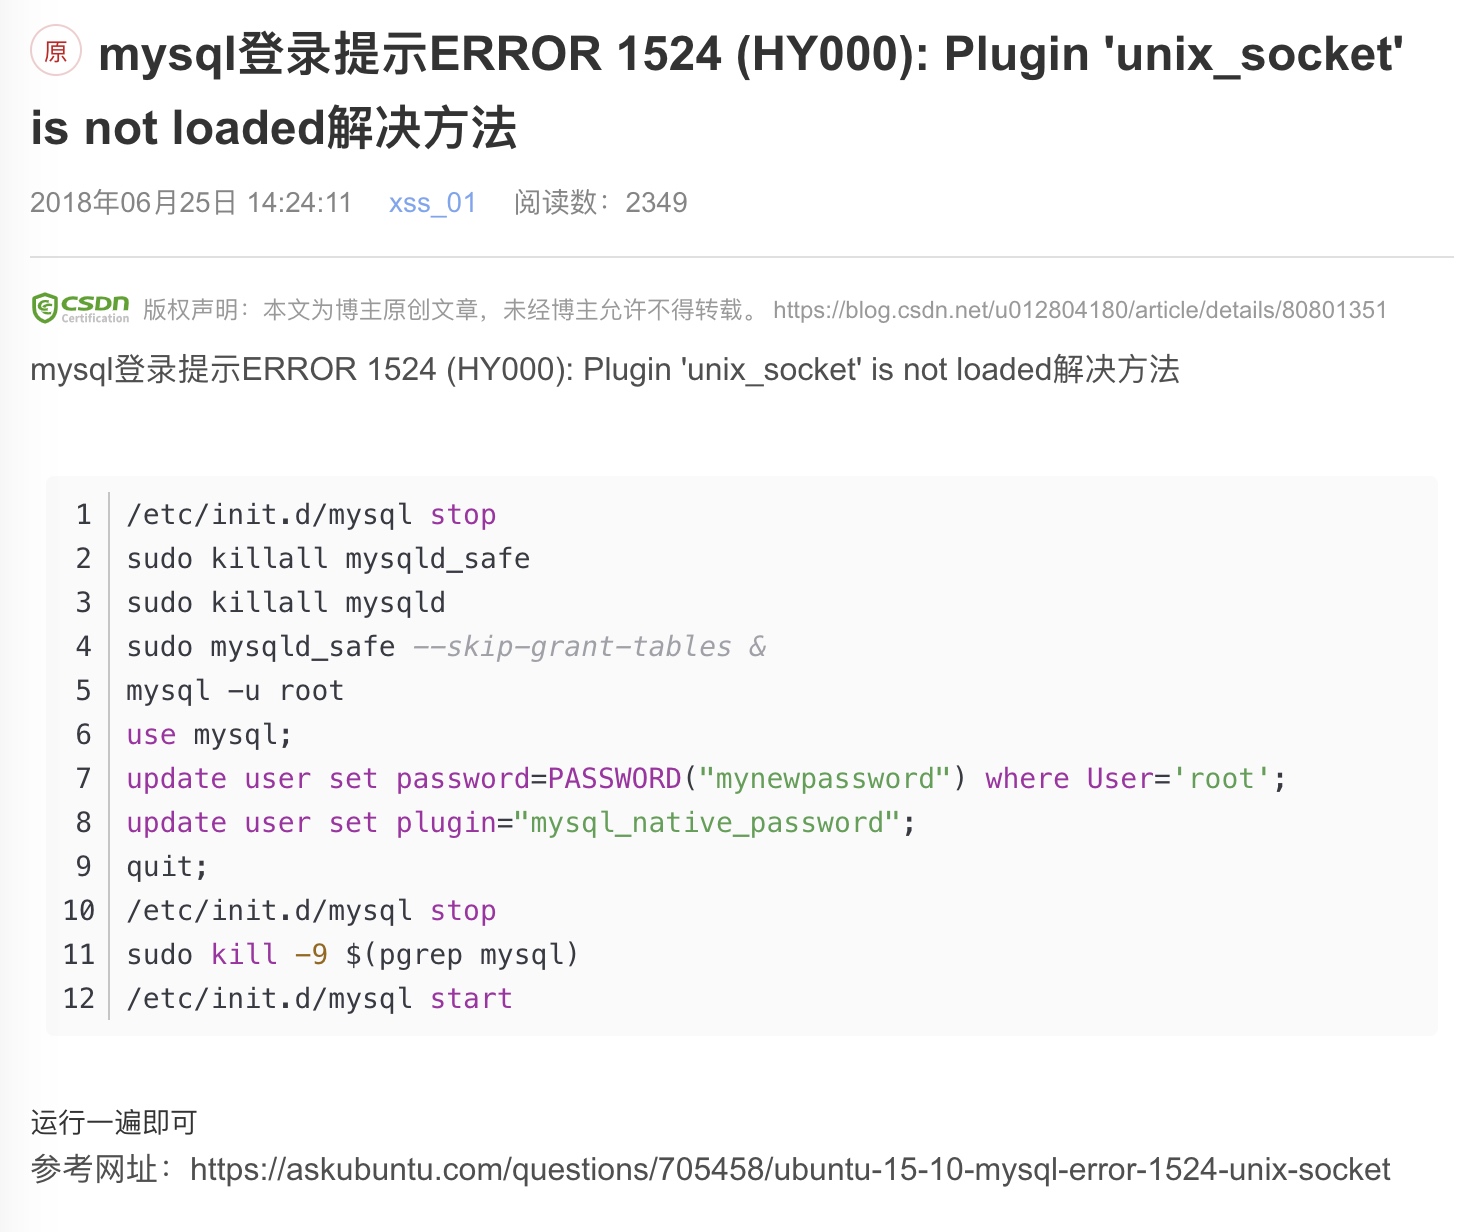 原 mysql登录提示ERROR 1524 (HY000): Plugin 'unix_socket'
is not loaded解决方法
2018年06月25日 14:24:11 xss_01 阅读数：2349
CSDN Certification 版权声明：本文为博主原创文章，未经博主允许不得转载。 https://blog.csdn.net/u012804180/article/details/80801351
mysql登录提示ERROR 1524 (HY000): Plugin 'unix_socket' is not loaded解决方法
1 /etc/init.d/mysql stop
2 sudo killall mysqld_safe
3 sudo killall mysqld
4 sudo mysqld_safe --skip-grant-tables &
5 mysql -u root
6 use mysql;
7 update user set password=PASSWORD("mynewpassword") where User='root';
8 update user set plugin="mysql_native_password";
9 quit;
10 /etc/init.d/mysql stop
11 sudo kill -9 $(pgrep mysql)
12 /etc/init.d/mysql start
运行一遍即可
参考网址：https://askubuntu.com/questions/705458/ubuntu-15-10-mysql-error-1524-unix-socket